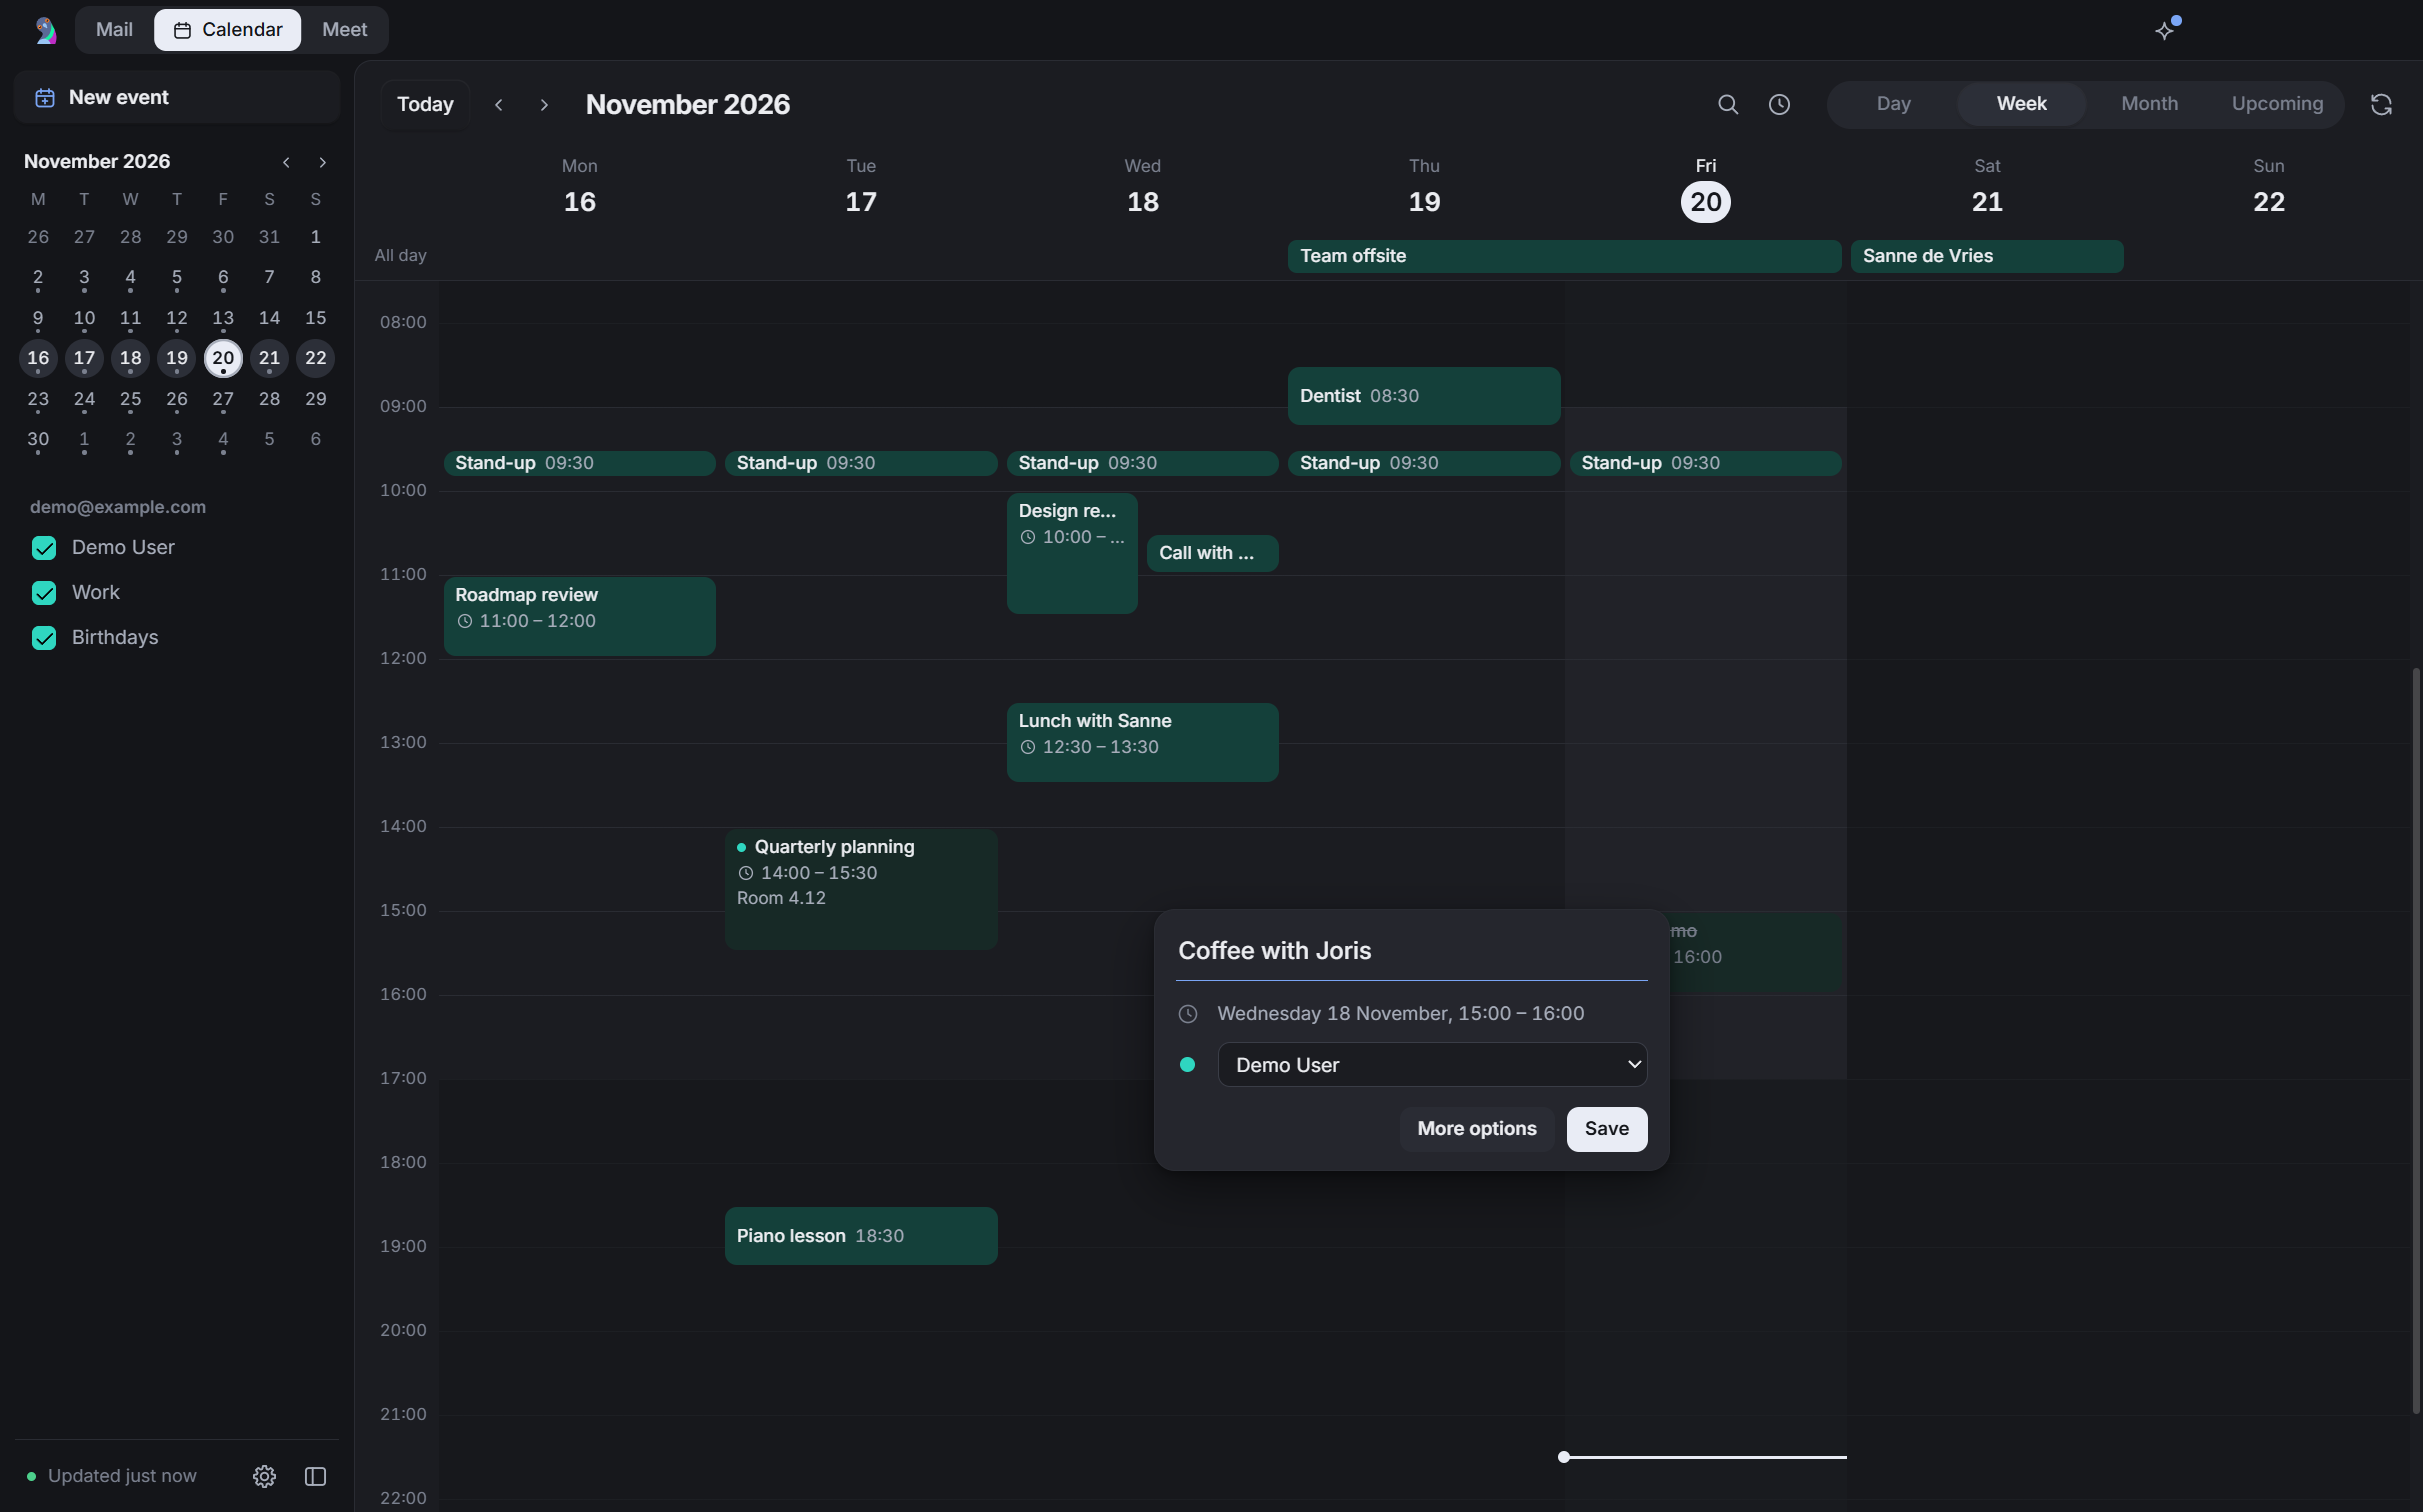 Mail Calendar Meet
New event
Today November 2026 Day Week Month Upcoming
November 2026
M T W T F S S
26 27 28 29 30 31 1
2 3 4 5 6 7 8
9 10 11 12 13 14 15
16 17 18 19 20 21 22
23 24 25 26 27 28 29
30 1 2 3 4 5 6
demo@example.com
Demo User
Work
Birthdays
Updated just now
Mon Tue Wed Thu Fri Sat Sun
16 17 18 19 20 21 22
All day Team offsite Sanne de Vries
08:00
Dentist 08:30
09:00
Stand-up 09:30 Stand-up 09:30 Stand-up 09:30 Stand-up 09:30 Stand-up 09:30
10:00
Design re...
10:00 – ...
Call with ...
11:00
Roadmap review
11:00 – 12:00
12:00
Lunch with Sanne
13:00
12:30 – 13:30
14:00
Quarterly planning
14:00 – 15:30
Room 4.12
15:00
mo
16:00
Coffee with Joris
Wednesday 18 November, 15:00 – 16:00
Demo User
More options Save
16:00
17:00
18:00
Piano lesson 18:30
19:00
20:00
21:00
22:00